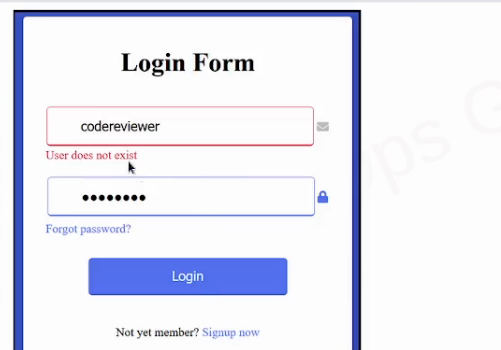 Login Form
codereviewer
User does not exist
••••••••
Forgot password?
Login
Not yet member? Signup now